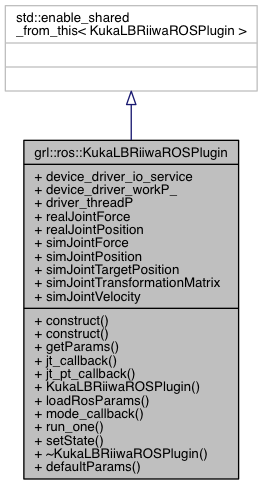 std::enable_shared
_from_this< KukaLBRiiwaROSPlugin >
grl::ros::KukaLBRiiwaROSPlugin
+ device_driver_io_service
+ device_driver_workP_
+ driver_threadP
+ realJointForce
+ realJointPosition
+ simJointForce
+ simJointPosition
+ simJointTargetPosition
+ simJointTransformationMatrix
+ simJointVelocity
+ construct()
+ construct()
+ getParams()
+ jt_callback()
+ jt_pt_callback()
+ KukaLBRiiwaROSPlugin()
+ loadRosParams()
+ mode_callback()
+ run_one()
+ setState()
+ ~KukaLBRiiwaROSPlugin()
+ defaultParams()